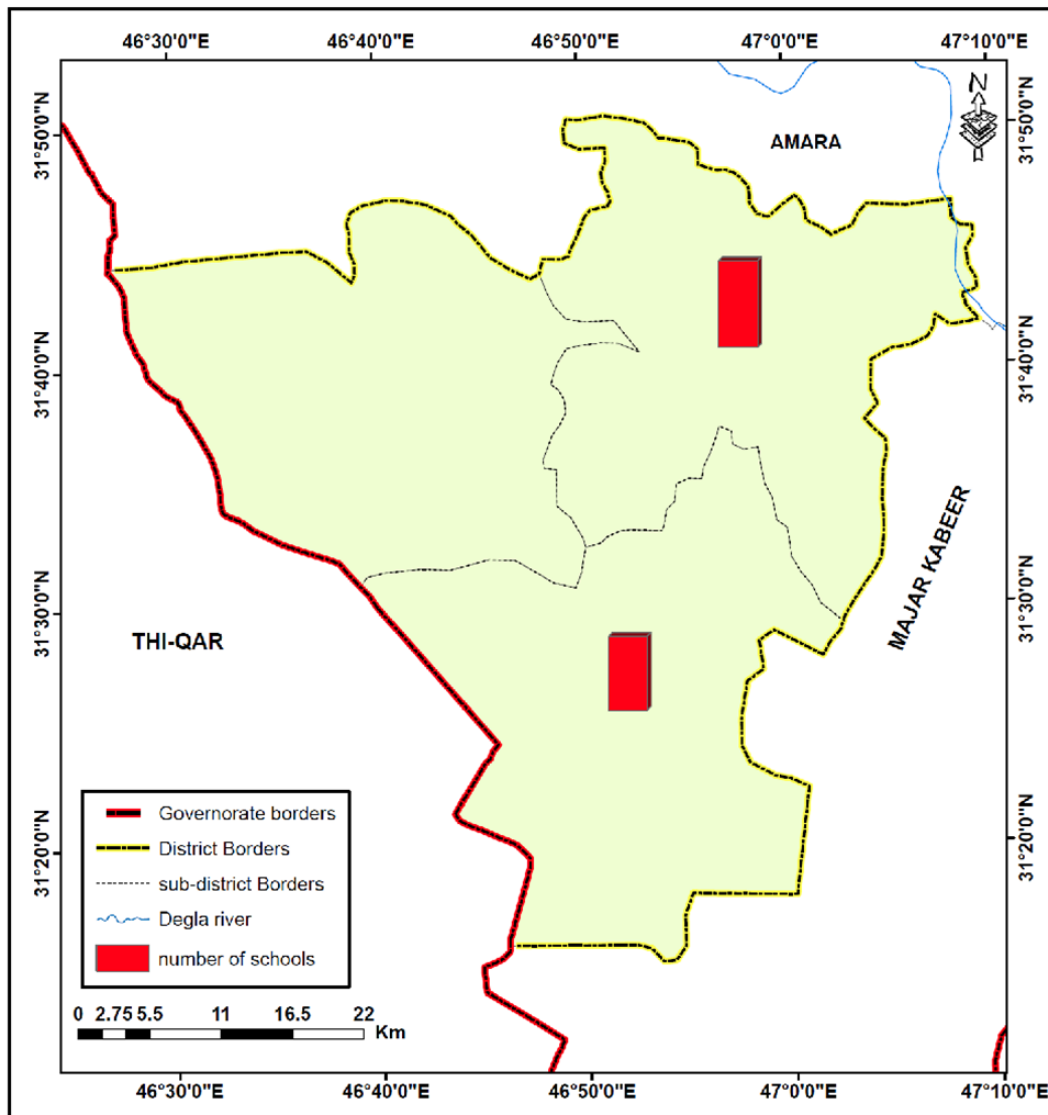 46°30'0"E 46°40'0"E 46°50'0"E 47°0'0"E 47°10'0"E
N
31°50'0"N
31°50'0"N
AMARA
31°40'0"N
31°40'0"N
MAJAR KABEER
31°30'0"N
31°30'0"N
THI-QAR
Governorate borders
District Borders
sub-district Borders
Degla river
number of schools
31°20'0"N
31°20'0"N
0 2.75 5.5 11 16.5 22
Km
46°30'0"E 46°40'0"E 46°50'0"E 47°0'0"E 47°10'0"E